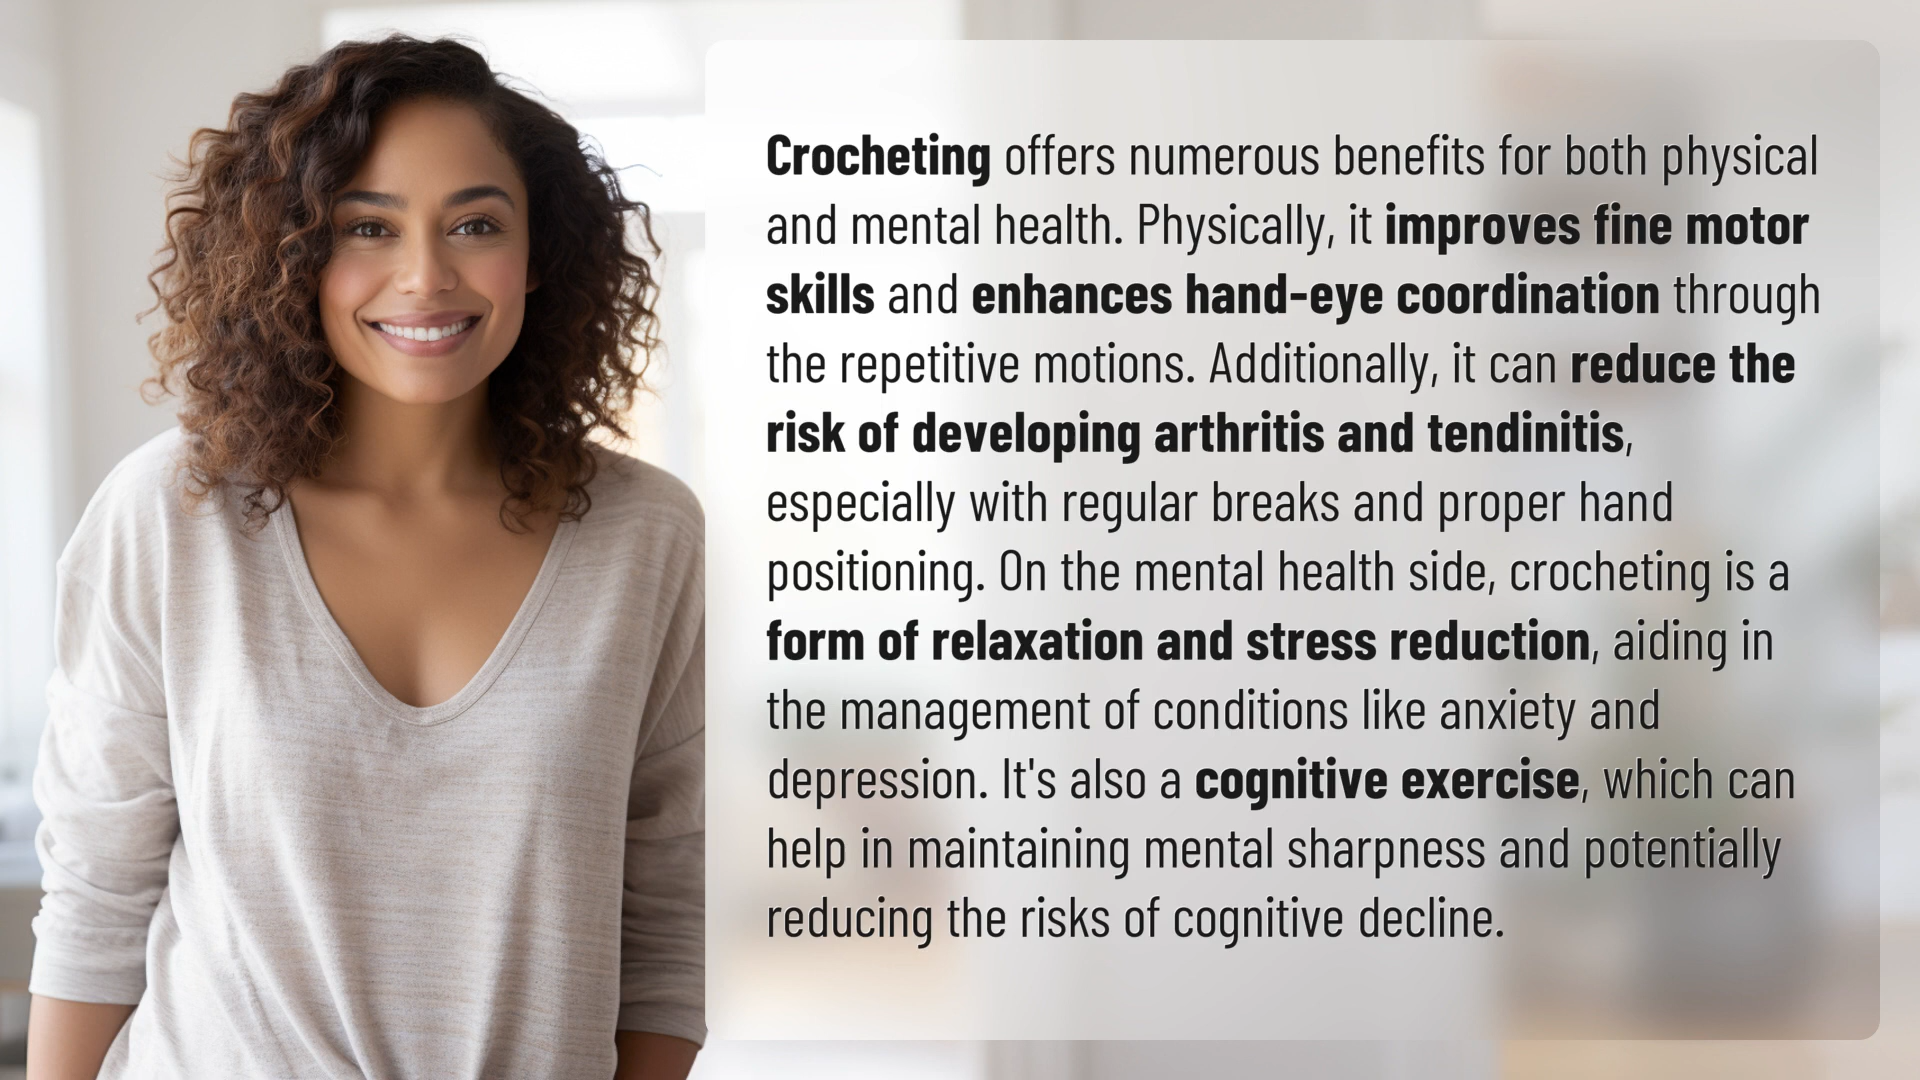 Crocheting offers numerous benefits for both physical
and mental health. Physically, it improves fine motor
skills and enhances hand-eye coordination through
the repetitive motions. Additionally, it can reduce the
risk of developing arthritis and tendinitis,
especially with regular breaks and proper hand
positioning. On the mental health side, crocheting is a
form of relaxation and stress reduction, aiding in
the management of conditions like anxiety and
depression. It's also a cognitive exercise, which can
help in maintaining mental sharpness and potentially
reducing the risks of cognitive decline.